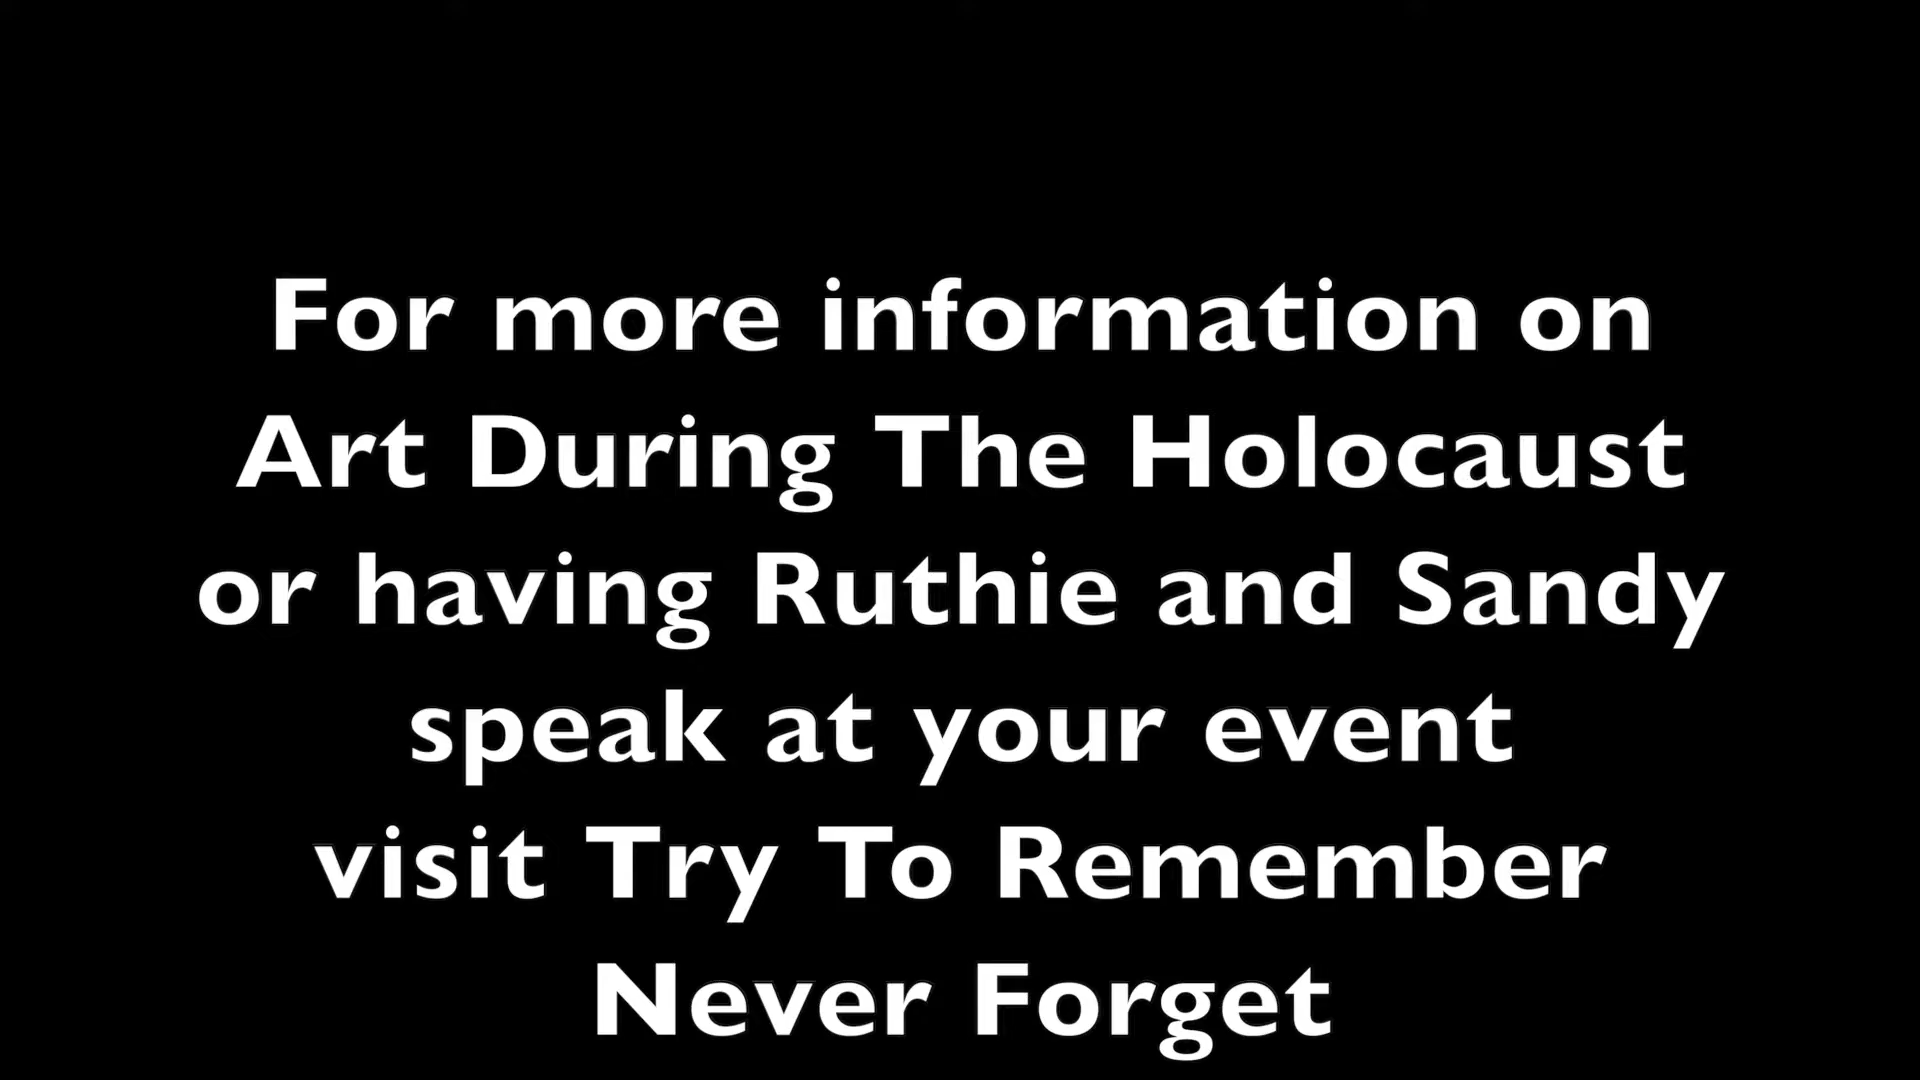 For more information on
Art During The Holocaust
or having Ruthie and Sandy
speak at your event
visit Try To Remember
Never Forget